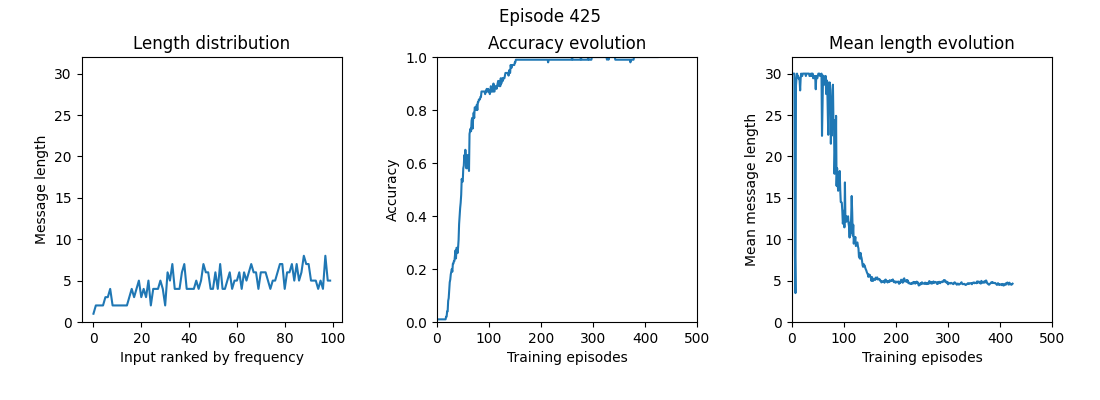 Episode 425
Length distribution
Accuracy evolution
Mean length evolution
Message length
30
25
20
15
10
5
0
0 20 40 60 80 100
Input ranked by frequency
Accuracy
1.0
0.8
0.6
0.4
0.2
0.0
0 100 200 300 400 500
Training episodes
Mean message length
30
25
20
15
10
5
0
0 100 200 300 400 500
Training episodes